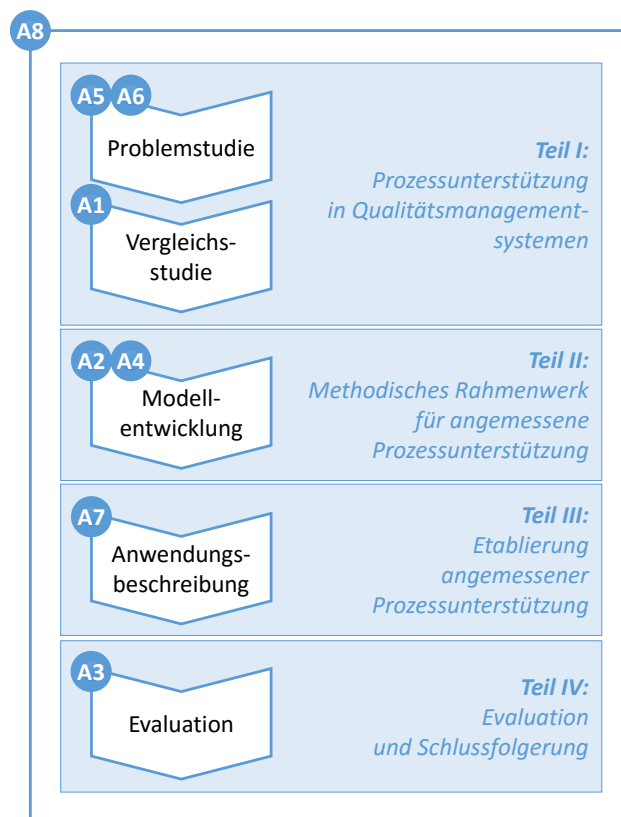 A8
A5 A6
Problemstudie
A1
Vergleichs-
studie
Teil I:
Prozessunterstützung
in Qualitätsmanagement-
systemen
A2 A4
Modell-
entwicklung
Teil II:
Methodisches Rahmenwerk
für angemessene
Prozessunterstützung
A7
Anwendungs-
beschreibung
Teil III:
Etablierung
angemessener
Prozessunterstützung
A3
Evaluation
Teil IV:
Evaluation
und Schlussfolgerung